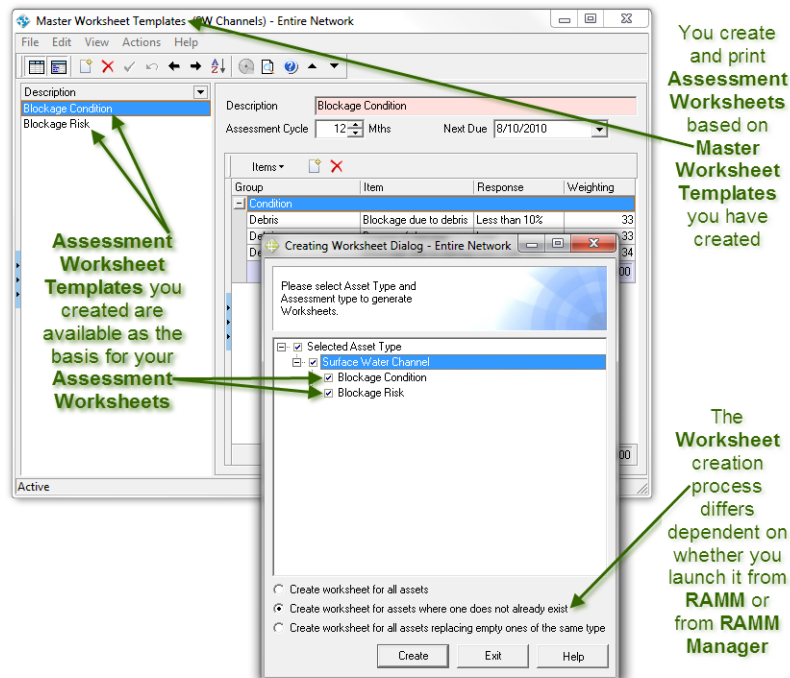 Master Worksheet Templates (SW Channels) - Entire Network
File Edit View Actions Help
Description
Blockage Condition
Blockage Risk
Description Blockage Condition
Assessment Cycle 12 Mths Next Due 8/10/2010
Items
Group Item Response Weighting
Condition
Debris Blockage due to debris Less than 10% 33
33
34
00
00
Active
Creating Worksheet Dialog - Entire Network
Please select Asset Type and
Assessment type to generate
Worksheets.
Selected Asset Type
Surface Water Channel
Blockage Condition
Blockage Risk
Create worksheet for all assets
Create worksheet for assets where one does not already exist
Create worksheet for all assets replacing empty ones of the same type
Create Exit Help
Assessment
Worksheet
Templates you
created are
available as the
basis for your
Assessment
Worksheets
You create
and print
Assessment
Worksheets
based on
Master
Worksheet
Templates
you have
created
The
Worksheet
creation
process
differs
dependent on
whether you
launch it from
RAMM or
from RAMM
Manager